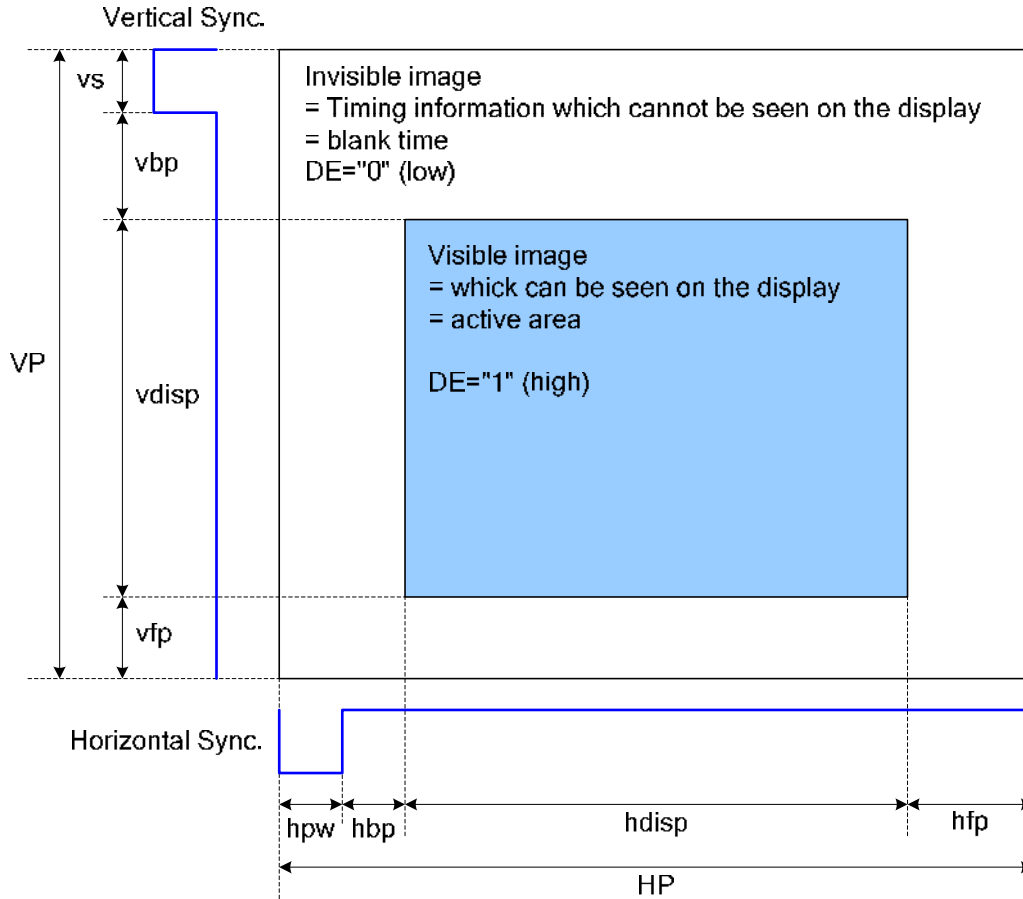 Vertical Sync.
vs
Invisible image
= Timing information which cannot be seen on the display
= blank time
DE="0" (low)
vbp
Visible image
= whick can be seen on the display
= active area
DE="1" (high)
VP
vdisp
vfp
Horizontal Sync.
hpw
hbp
hdisp
hfp
HP